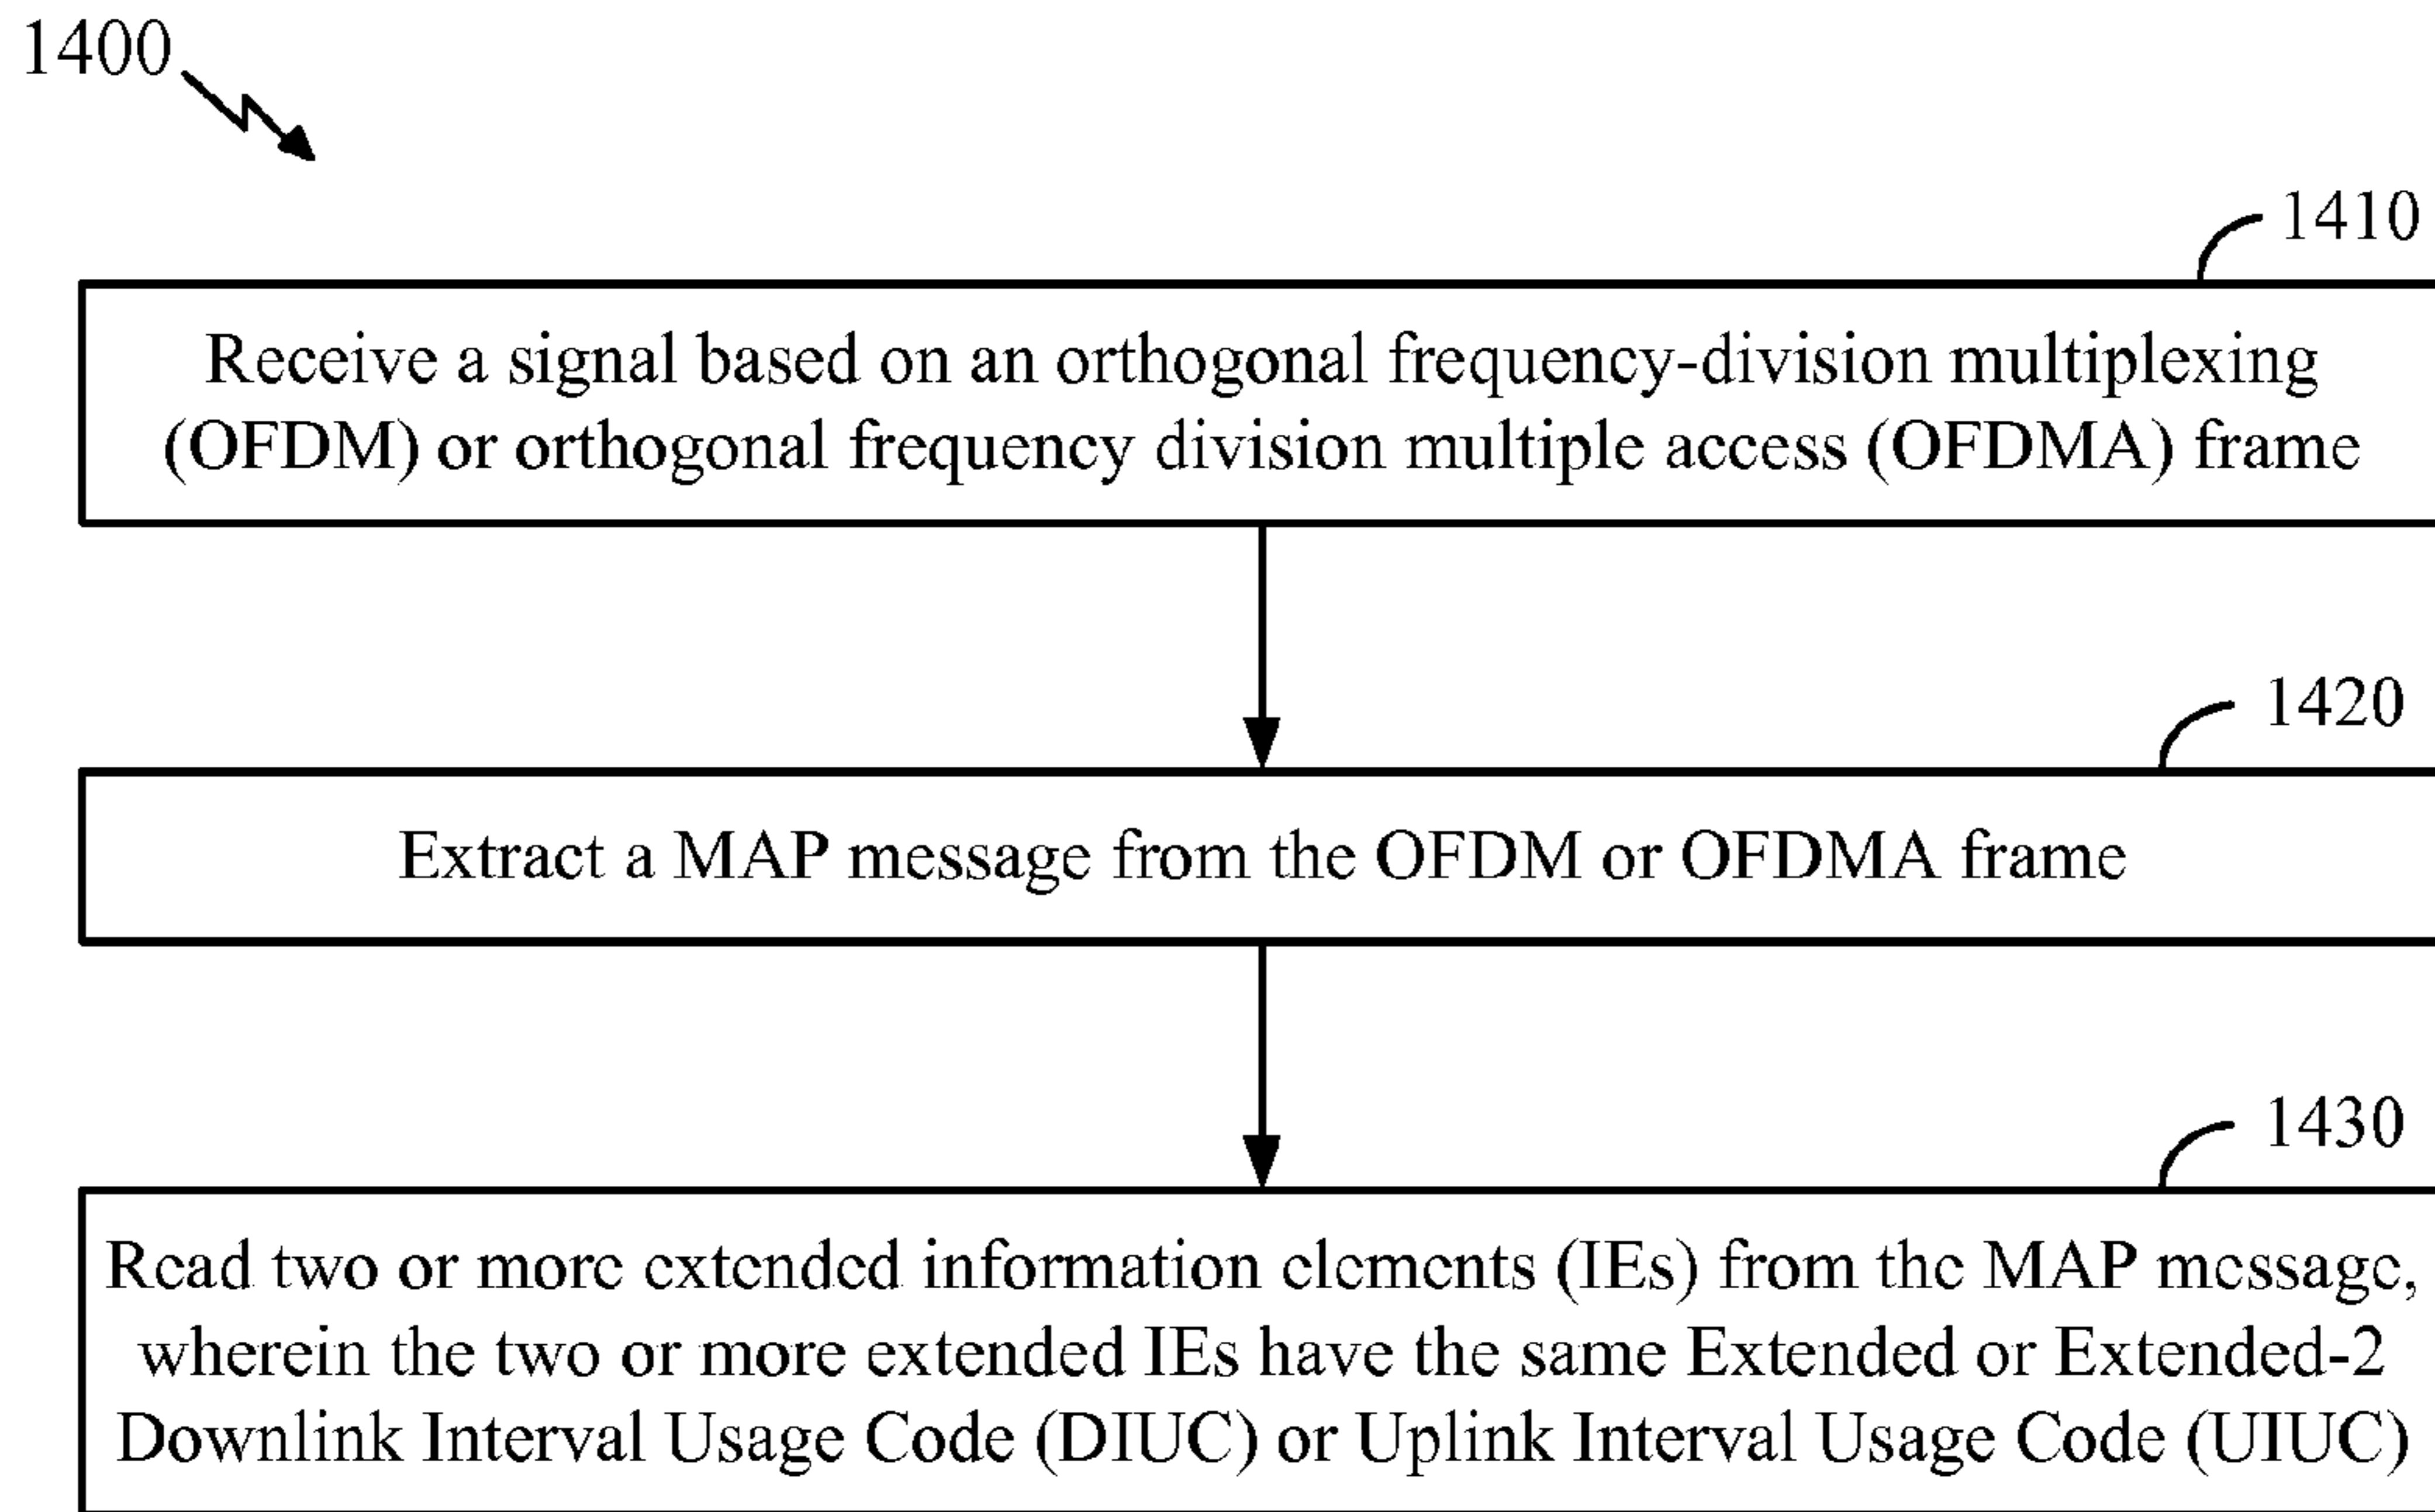 1400
1410
Receive a signal based on an orthogonal frequency-division multiplexing
(OFDM) or orthogonal frequency division multiple access (OFDMA) frame
1420
Extract a MAP message from the OFDM or OFDMA frame
1430
Read two or more extended information elements (IEs) from the MAP message,
wherein the two or more extended IEs have the same Extended or Extended-2
Downlink Interval Usage Code (DIUC) or Uplink Interval Usage Code (UIUC)